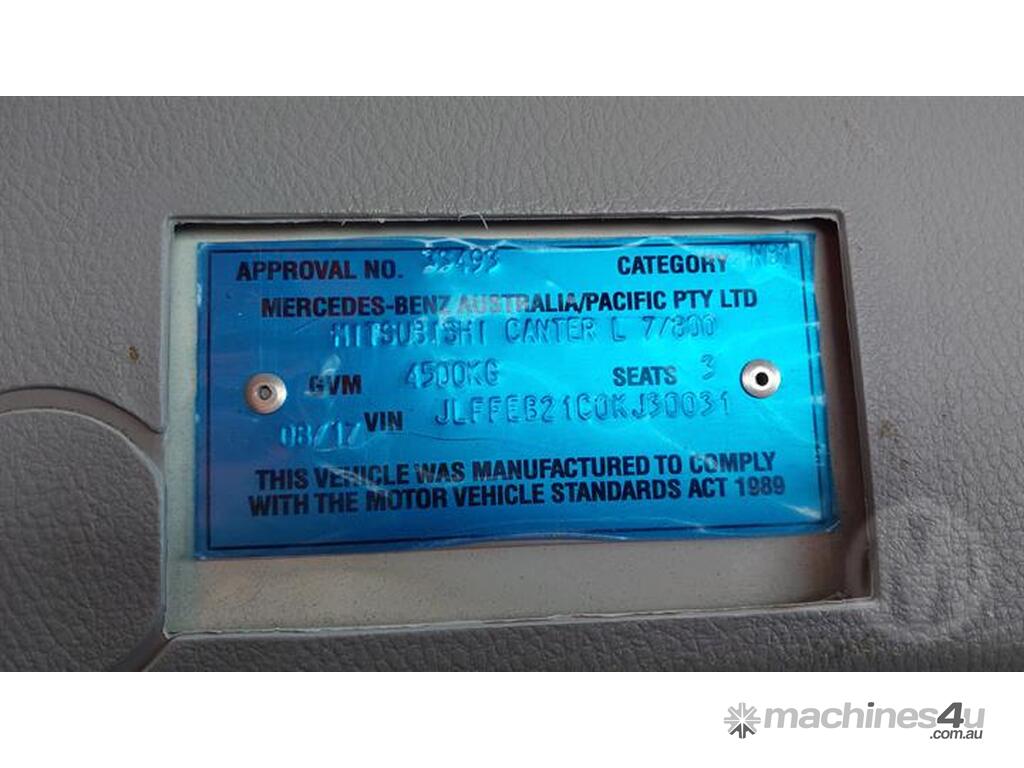 APPROVAL NO. 38493 CATEGORY NB1
MERCEDES-BENZ AUSTRALIA/PACIFIC PTY LTD
MITSUBISHI CANTER L 7/800
GVM 4500KG SEATS 3
08/17 VIN JLFFEB21C0KJ30031
THIS VEHICLE WAS MANUFACTURED TO COMPLY
WITH THE MOTOR VEHICLE STANDARDS ACT 1989
machines4u
.com.au